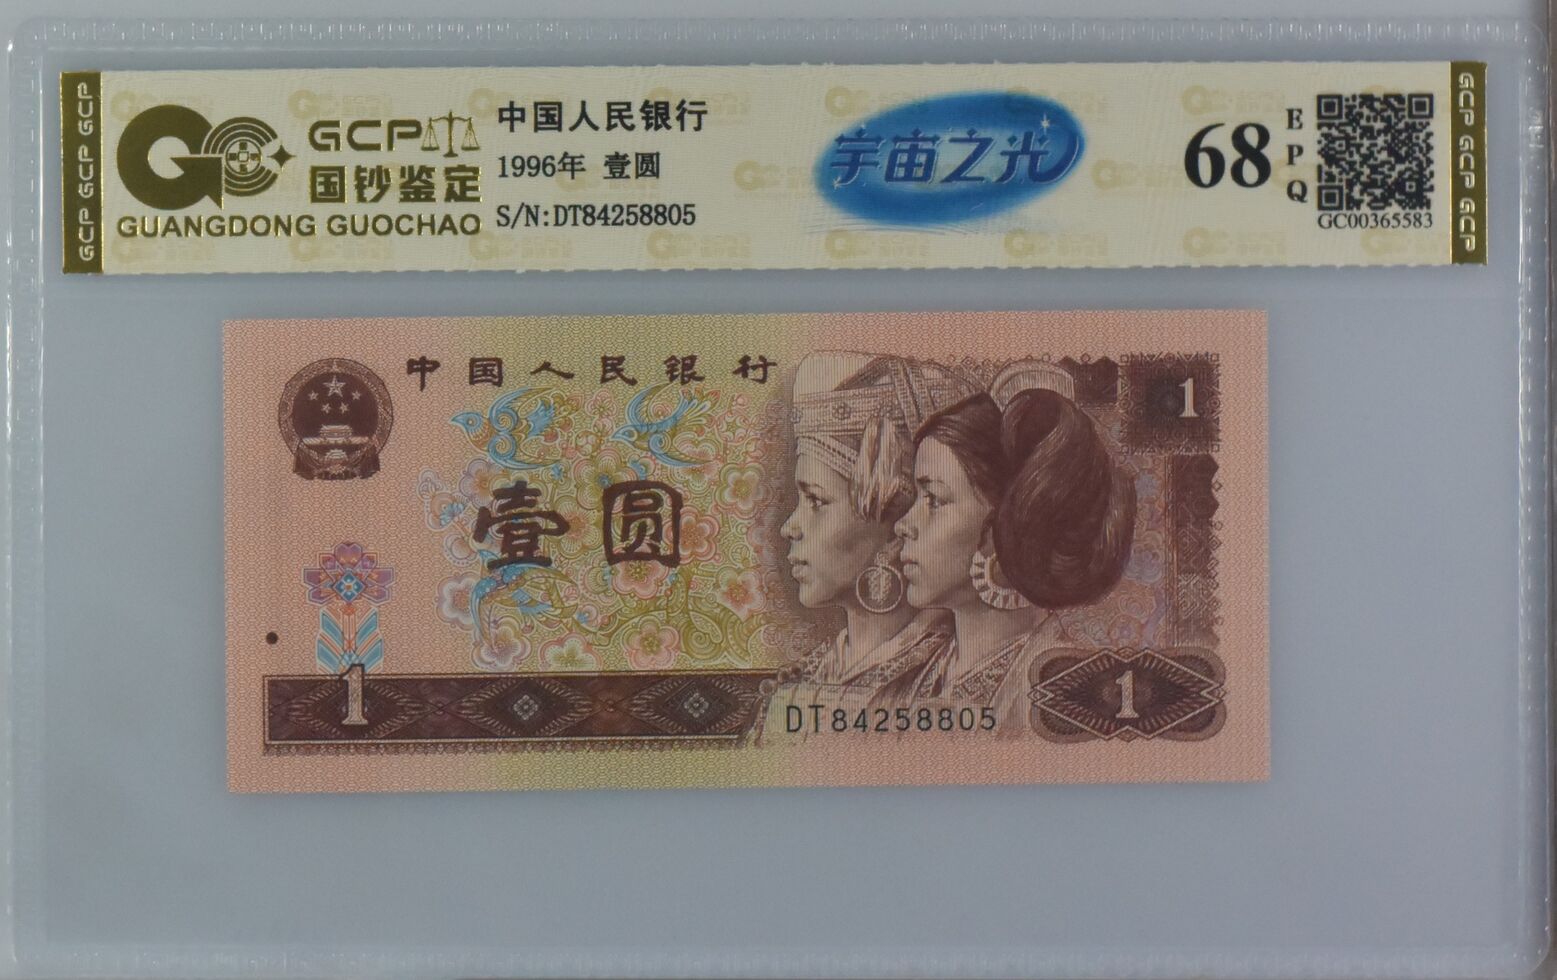 GCP GCP GCP
GCP
国钞鉴定
GUANGDONG GUOCHAO
中国人民银行
1996年 壹圆
S/N:DT84258805
宇宙之光
68
EPQ
GC00365583
GCP GCP GCP
中国人民银行
1
壹圆
1
DT84258805
1